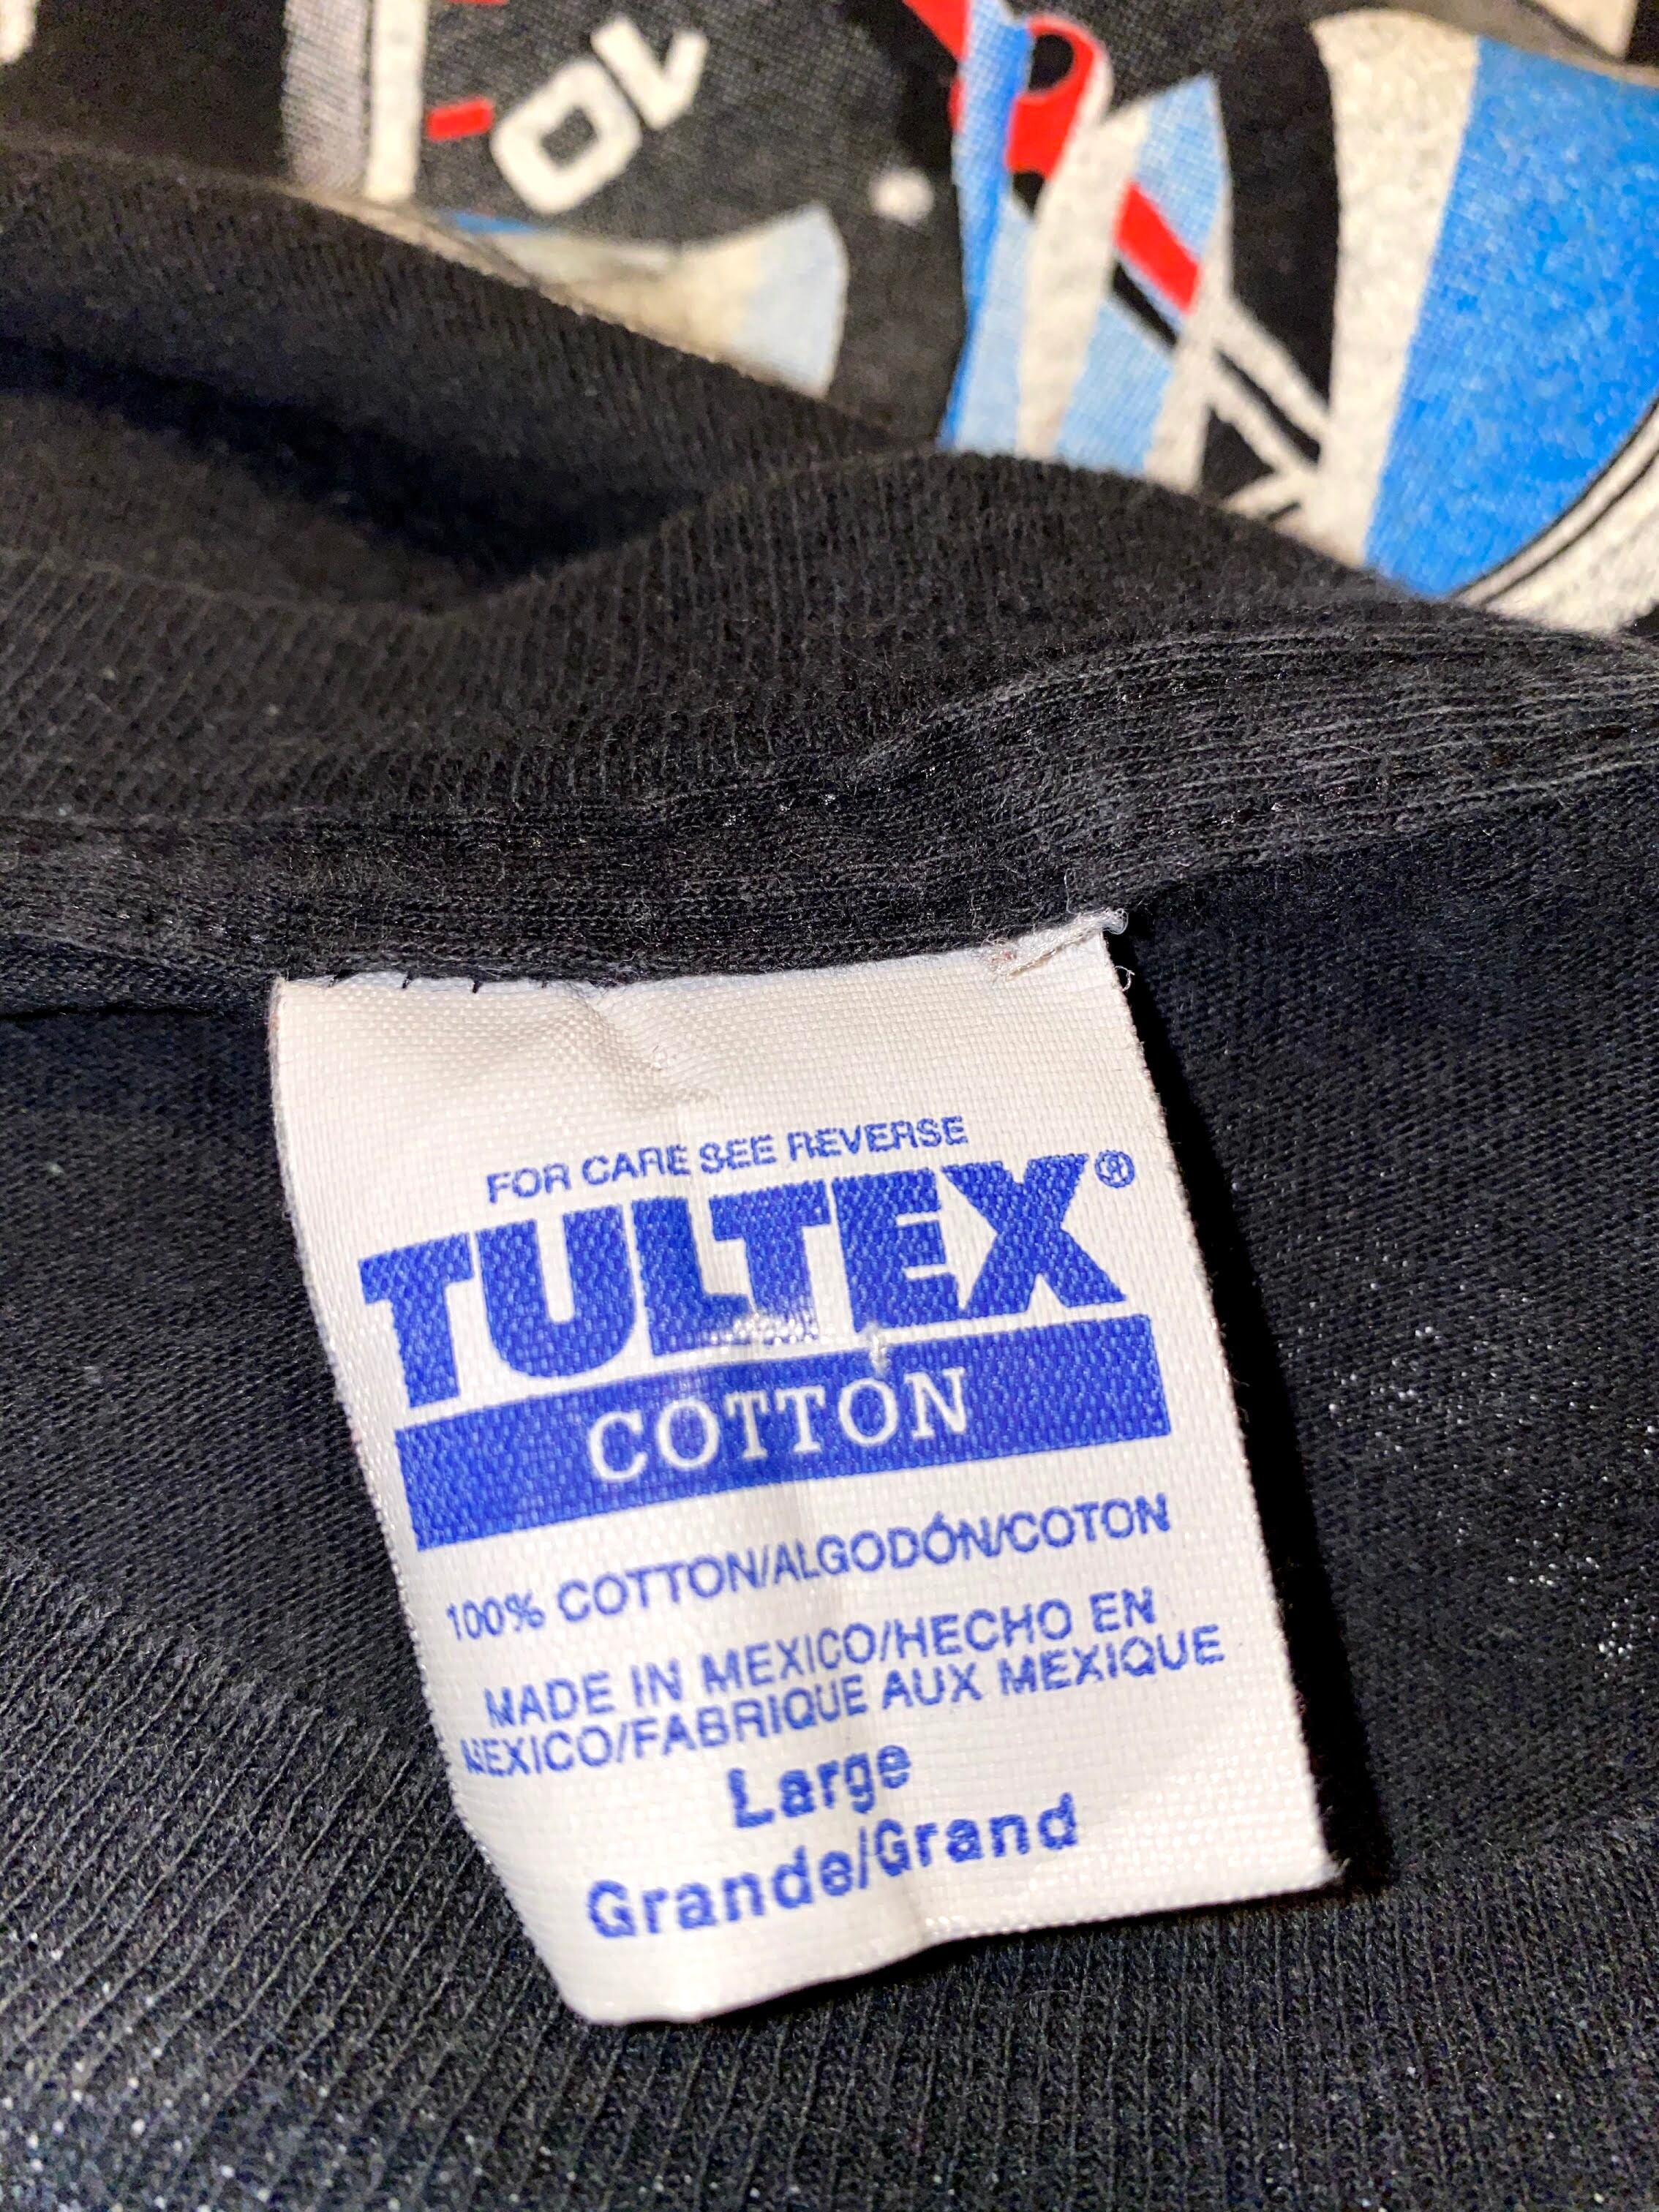 10
FOR CARE SEE REVERSE
TULTEX®
COTTON
100% COTTON/ALGODÓN/COTON
MADE IN MEXICO/HECHO EN
MEXICO/FABRIQUE AUX MEXIQUE
Large
Grande/Grand